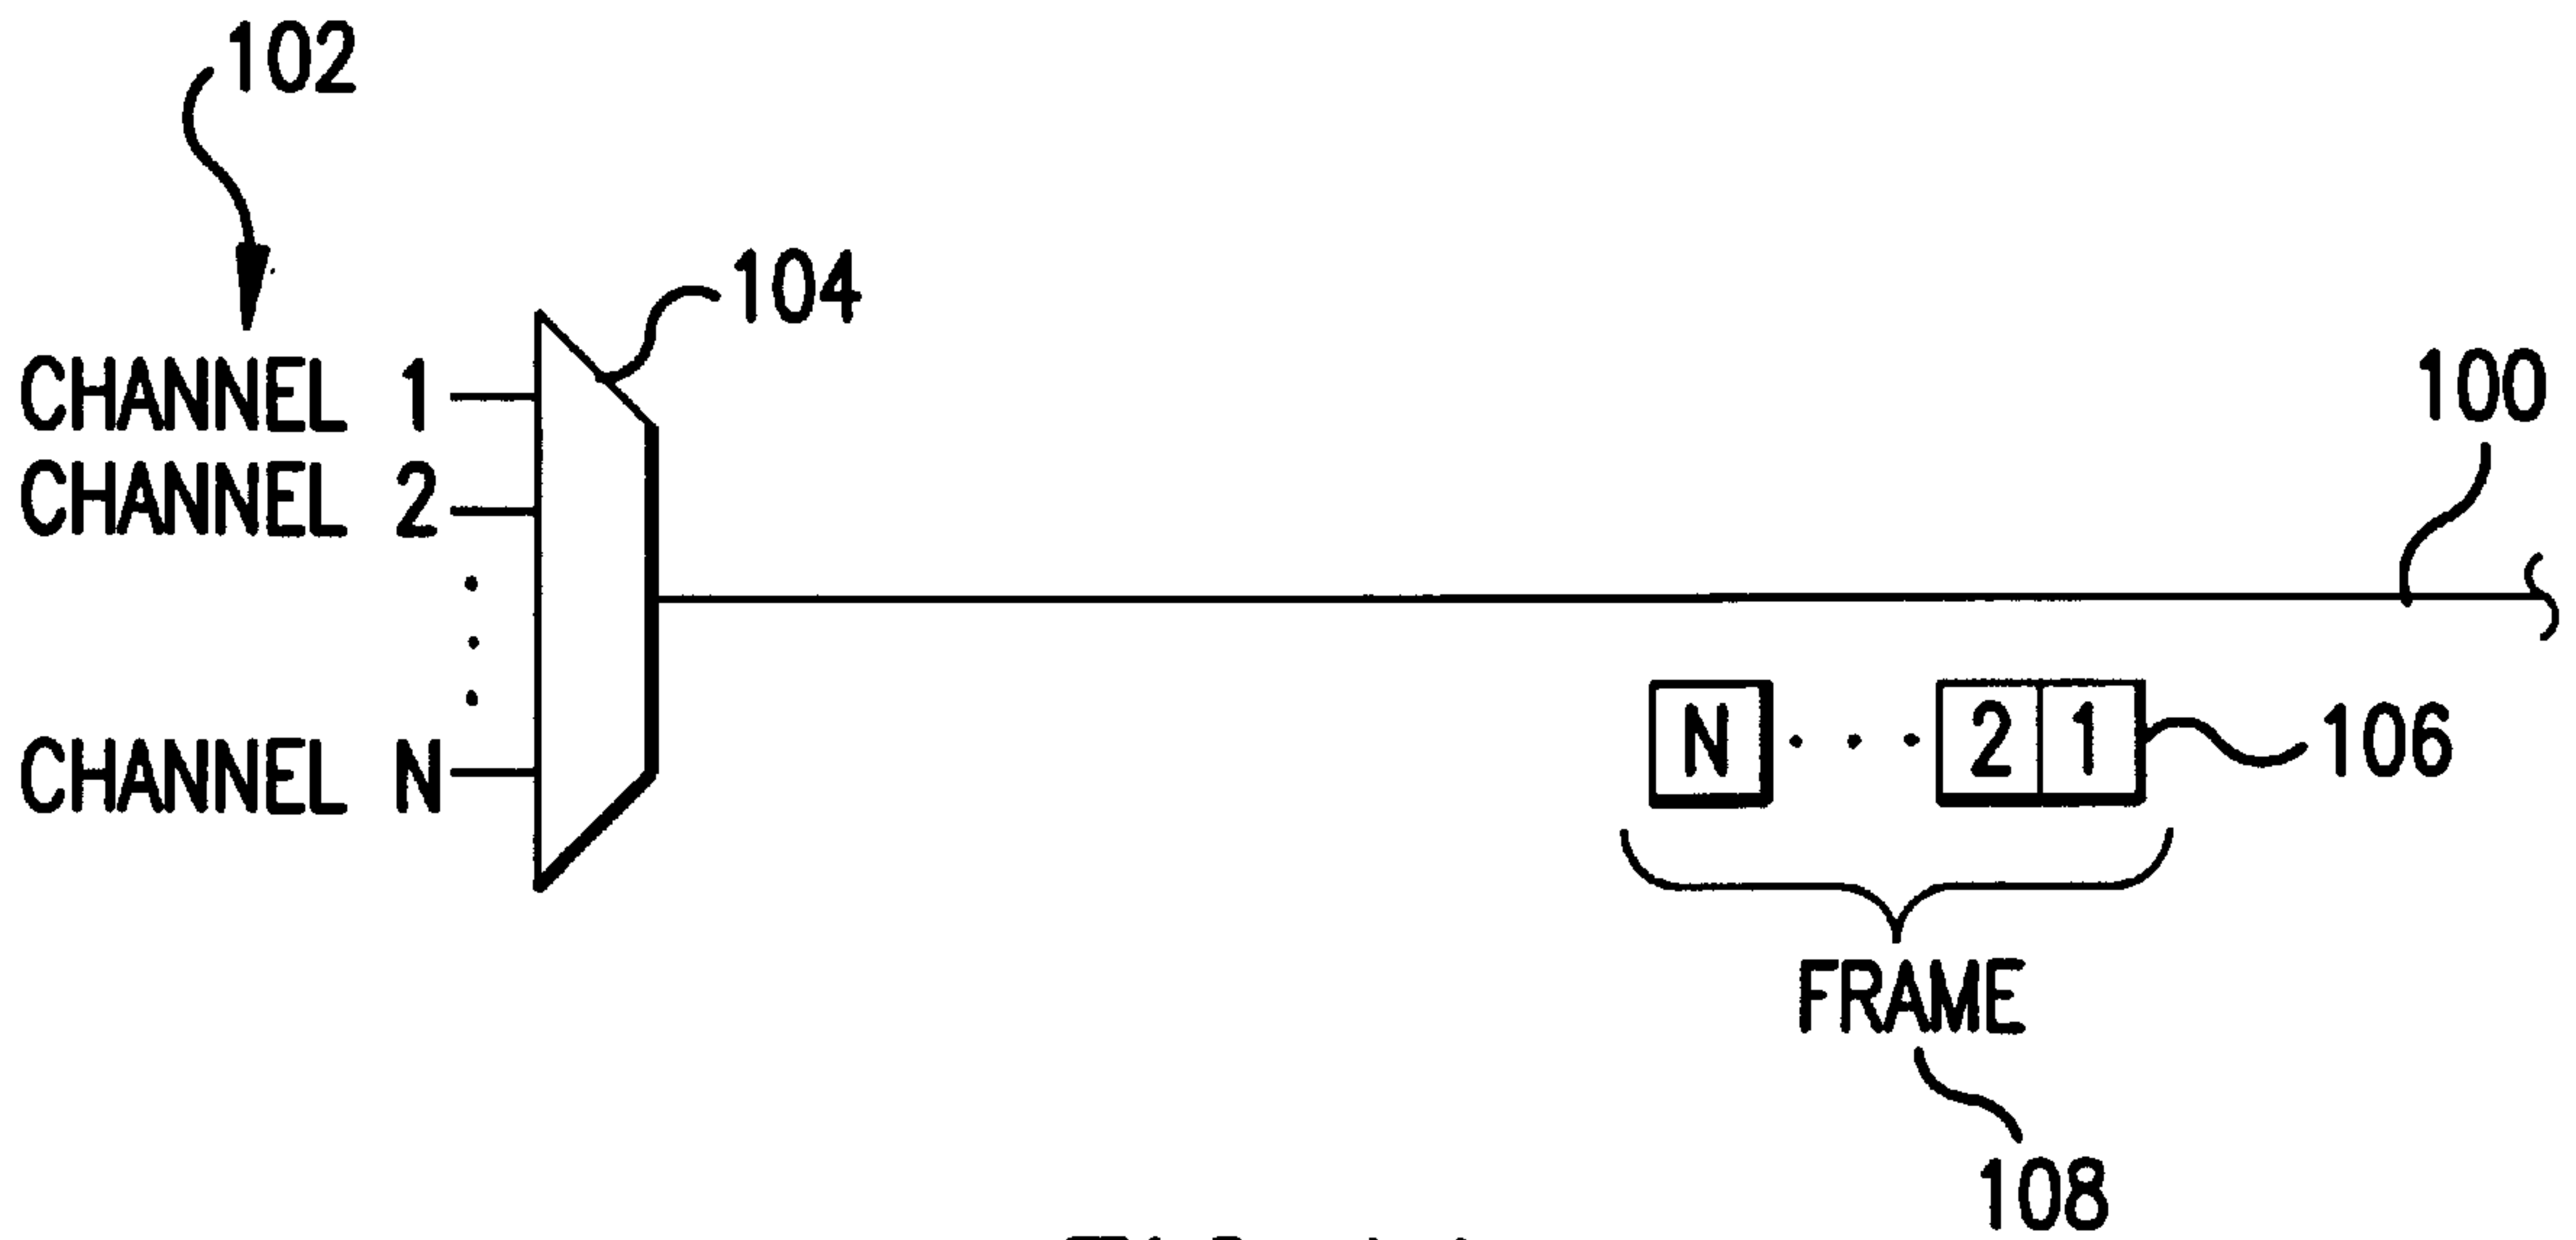 102
104
CHANNEL 1
100
CHANNEL 2
CHANNEL N
N . . . 2 1
106
FRAME
108